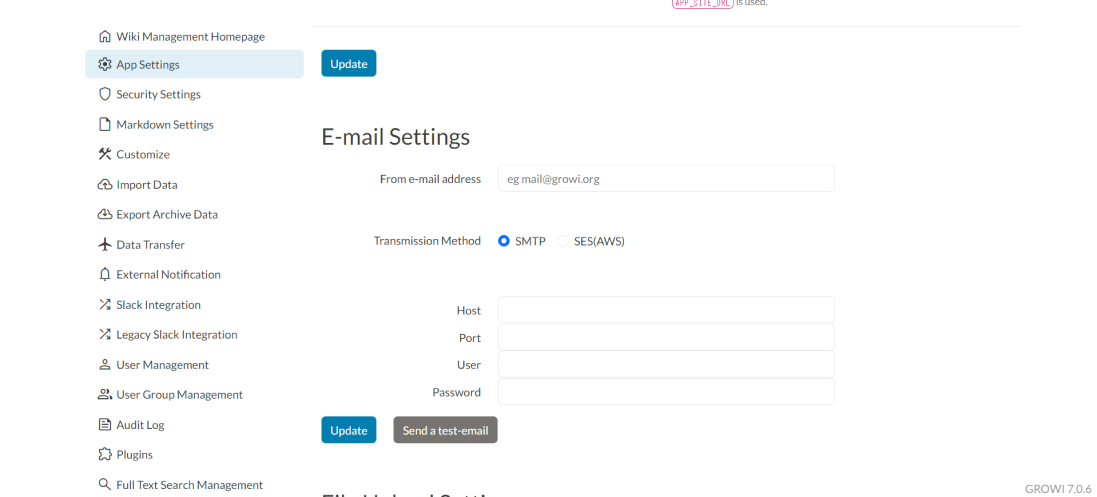 APP_SITE_URL is used.
Wiki Management Homepage
App Settings
Security Settings
Markdown Settings
Customize
Import Data
Export Archive Data
Data Transfer
External Notification
Slack Integration
Legacy Slack Integration
User Management
User Group Management
Audit Log
Plugins
Full Text Search Management
Update
E-mail Settings
From e-mail address
eg mail@growi.org
Transmission Method
SMTP
SES(AWS)
Host
Port
User
Password
Update
Send a test-email
GROWI 7.0.6